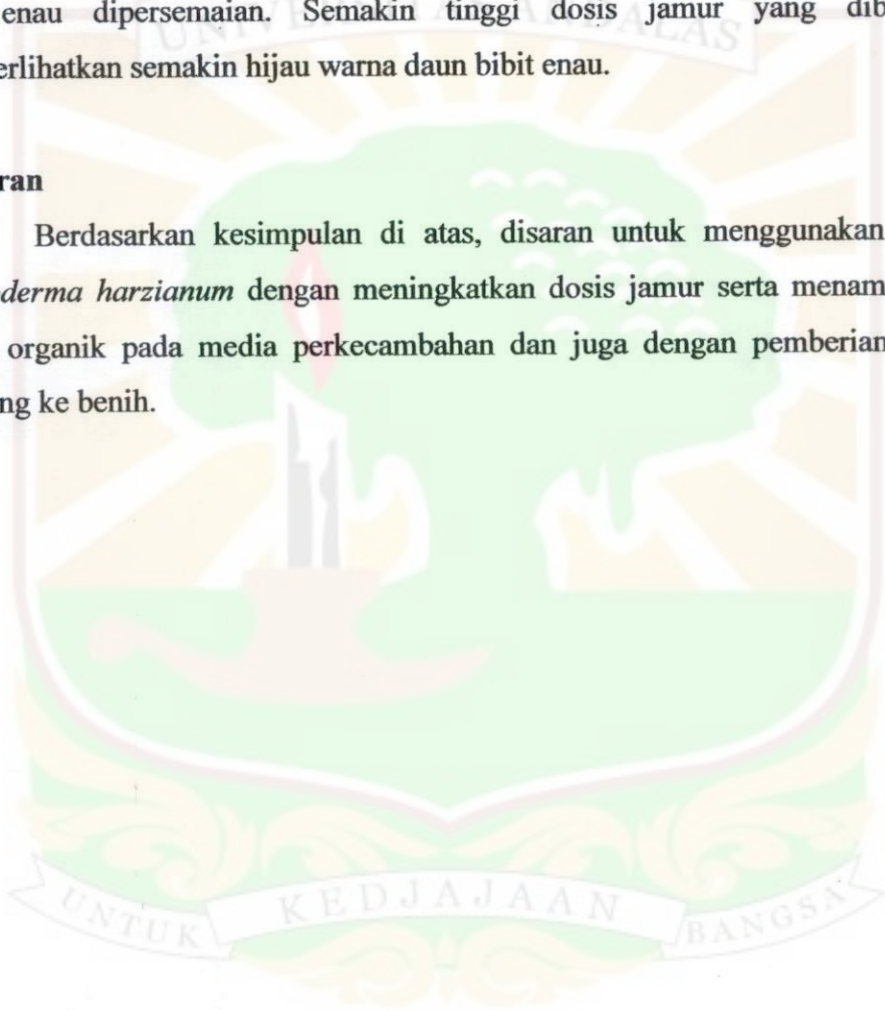 enau dipersemaian. Semakin tinggi dosis jamur yang dib
erlihatkan semakin hijau warna daun bibit enau.
ran
Berdasarkan kesimpulan di atas, disaran untuk menggunakan
derma harzianum dengan meningkatkan dosis jamur serta menam
organik pada media perkecambahan dan juga dengan pemberian
ng ke benih.
UNTUK KEDJAJAAN BANGSA